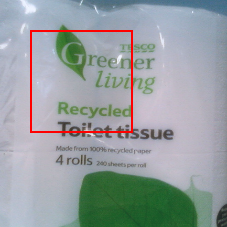 TESCO
Greener
living
Recycled
Toilet tissue
Made from 100% recycled paper
4 rolls 240 sheets per roll